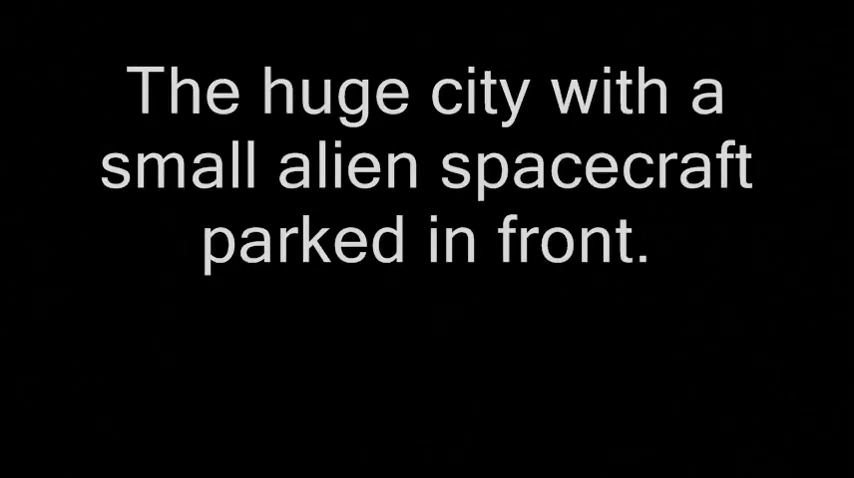 The huge city with a
small alien spacecraft
parked in front.